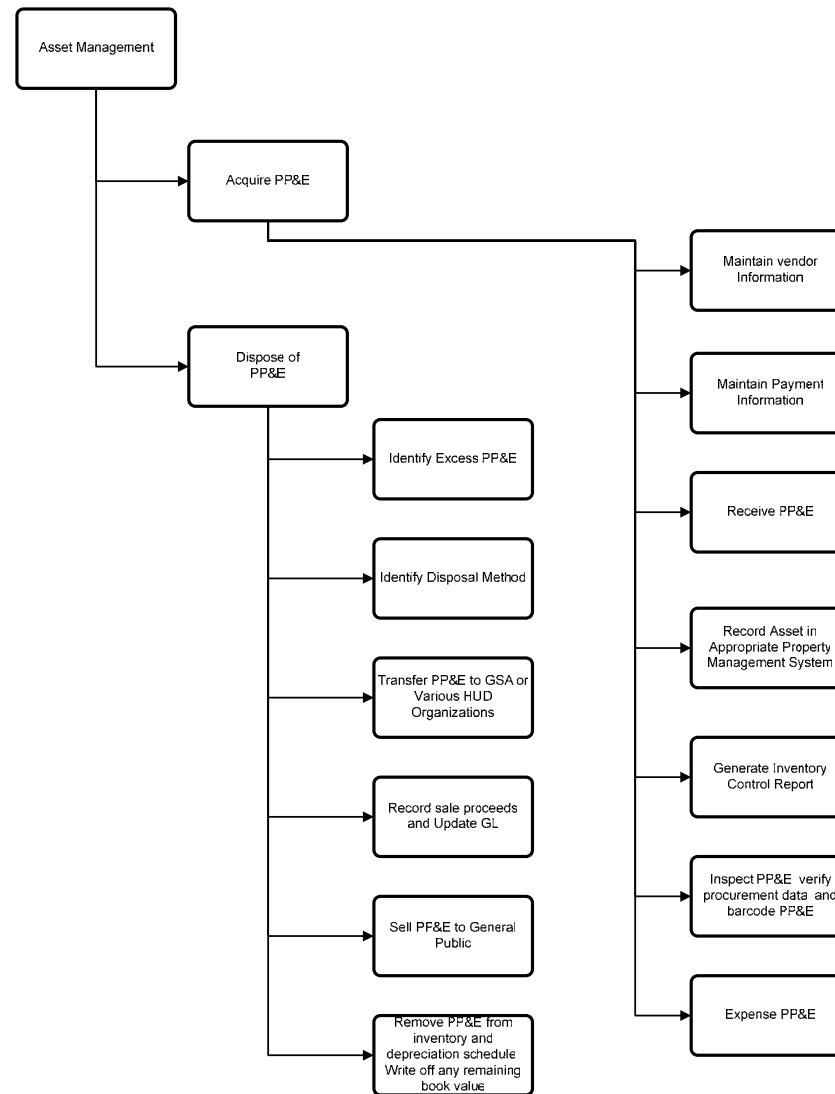 Asset Management
Acquire PP&E
Maintain vendor
Information
Dispose of
PP&E
Maintain Payment
Information
Identify Excess PP&E
Receive PP&E
Identify Disposal Method
Record Asset in
Appropriate Property
Management System
Transfer PP&E to GSA or
Various HUD
Organizations
Generate Inventory
Control Report
Record sale proceeds
and Update GL
Inspect PP&E verify
procurement data and
barcode PP&E
Sell PP&E to General
Public
Expense PP&E
Remove PP&E from
inventory and
depreciation schedule
Write off any remaining
book value